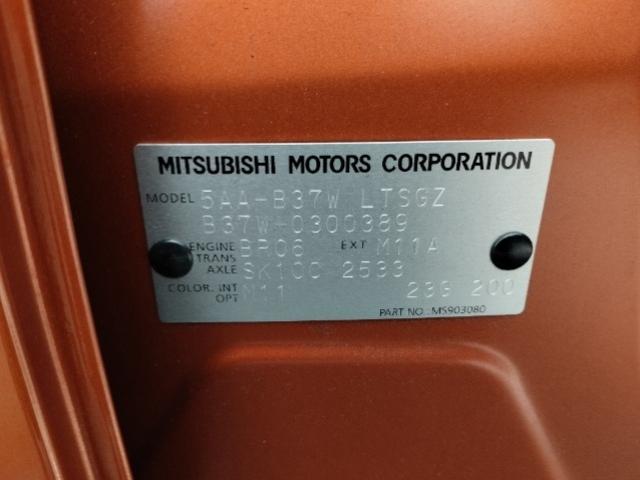 MITSUBISHI MOTORS CORPORATION
MODEL 5AA-B37W LTSGZ
B37W-0300389
ENGINE BR06 EXT M11A
TRANS AXLE SK1CC 2533
COLOR, INT OPT M11 23G 200
PART NO. MS903080